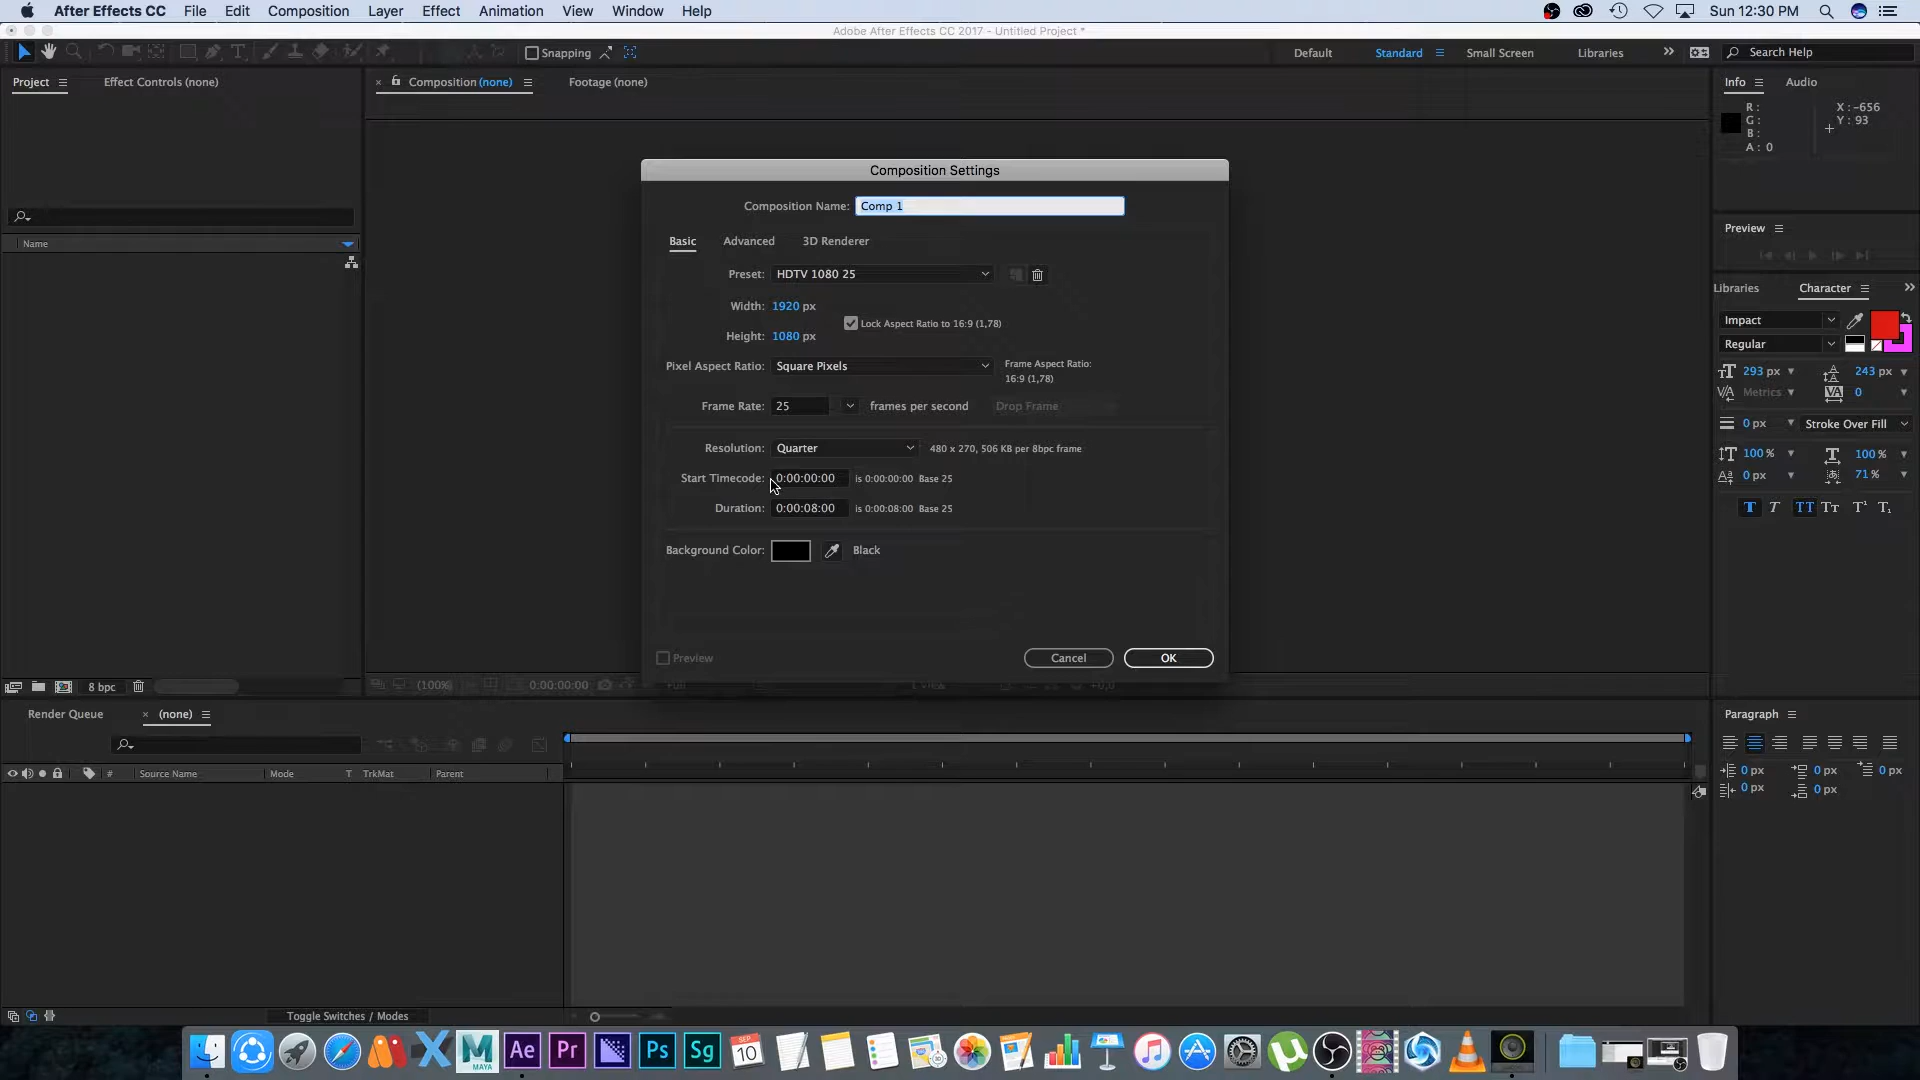 After Effects CC File Edit Composition Layer Effect Animation View Window Help Sun 12:30 PM
Adobe After Effects CC 2017 - Untitled Project *
Snapping Default Standard Small Screen Libraries Search Help
Project Effect Controls (none) Composition (none) Footage (none) Info Audio
R : X : -656
G : Y : 93
B :
A : 0
Composition Settings
Composition Name: Comp 1
Preview
Basic Advanced 3D Renderer
Name
Preset: HDTV 1080 25
Libraries Character
Width: 1920 px
Lock Aspect Ratio to 16:9 (1,78)
Height: 1080 px
Impact
Regular
Pixel Aspect Ratio: Square Pixels Frame Aspect Ratio:
16:9 (1,78)
293 px 243 px
Metrics 0
Frame Rate: 25 frames per second Drop Frame
0 px Stroke Over Fill
Resolution: Quarter 480 x 270, 506 KB per 8bpc frame
100 % 100 %
Start Timecode: 0:00:00:00 is 0:00:00:00 Base 25
0 px 71 %
Duration: 0:00:08:00 is 0:00:08:00 Base 25
T T TT Tт T¹ T₁
Background Color: Black
Preview Cancel OK
8 bpc (100%) 0:00:00:00 Full +0,0
Render Queue (none) Paragraph
# Source Name Mode T TrkMat Parent
0 px 0 px 0 px
0 px 0 px
Toggle Switches / Modes
MAYA Ae Pr Ps Sg SEP 10